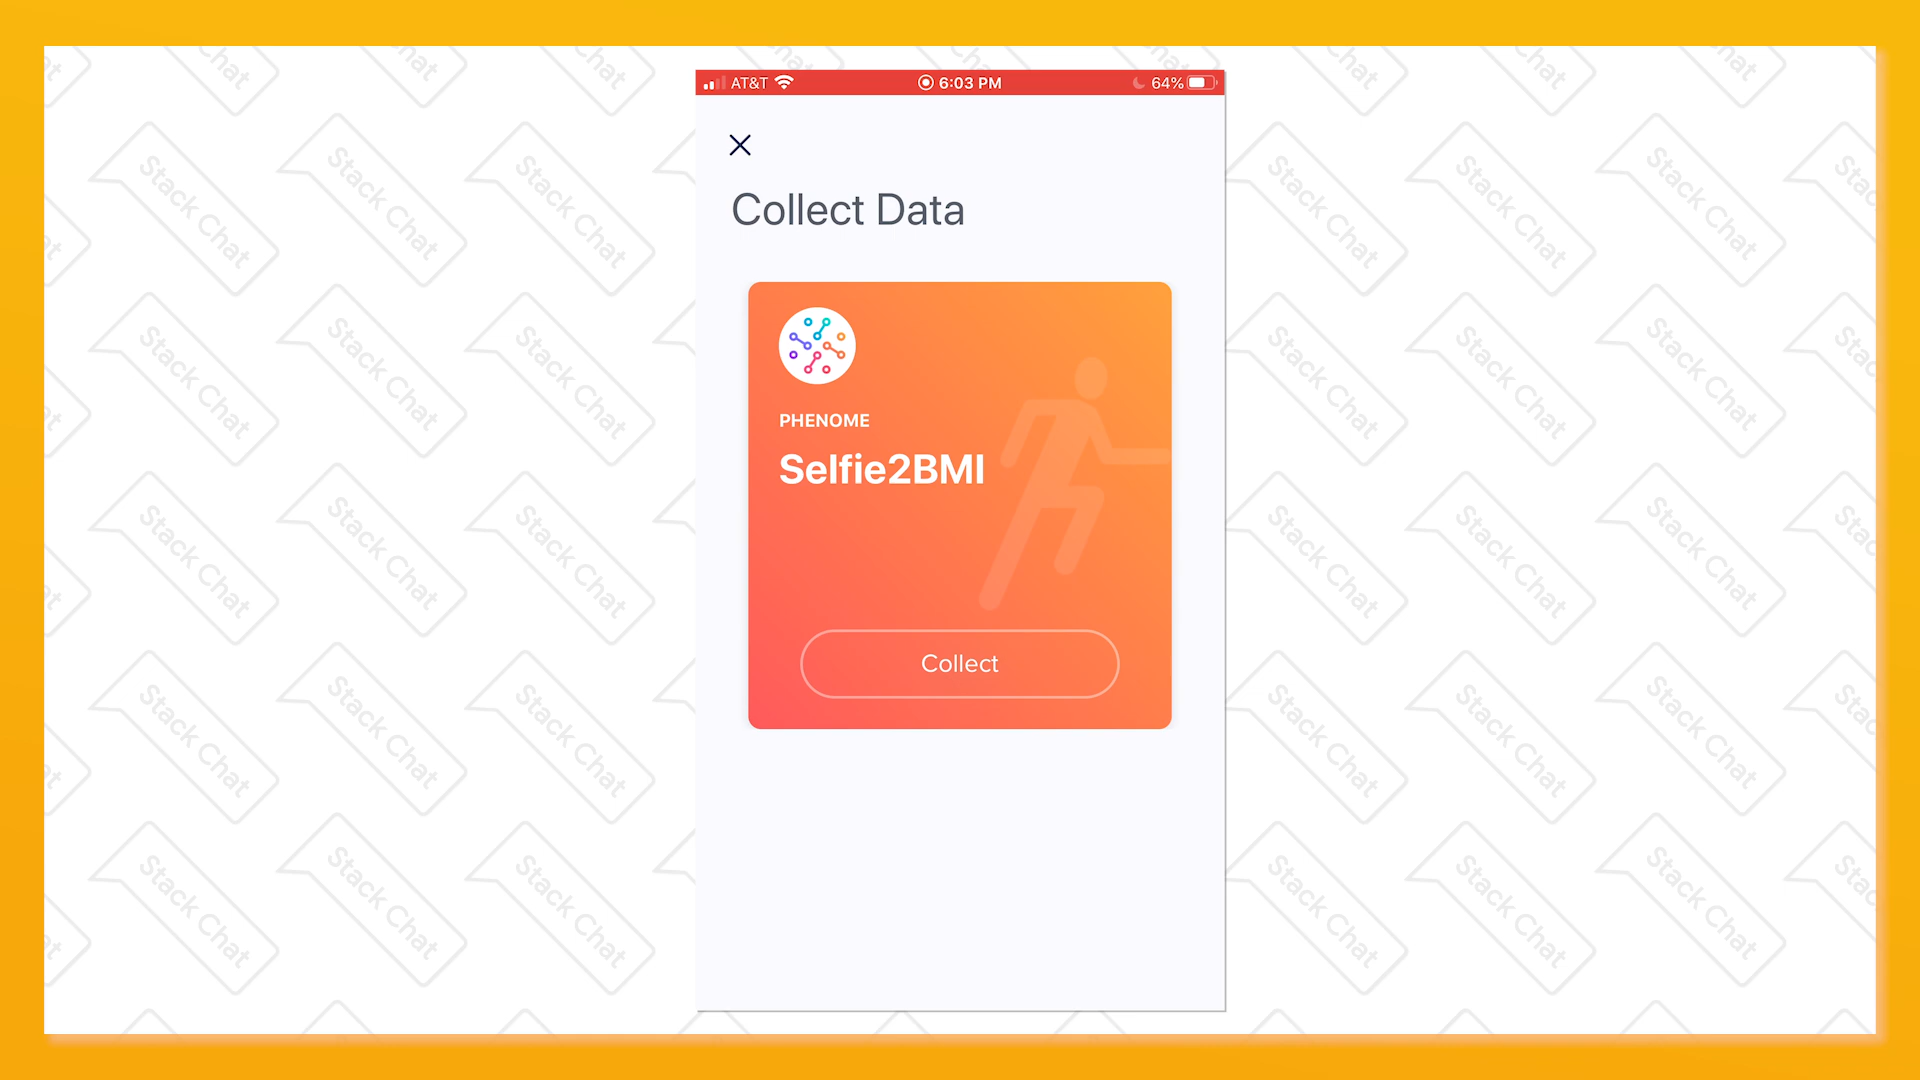 AT&T 6:03 PM 64%
Collect Data
PHENOME
Selfie2BMI
Collect
Stack Chat